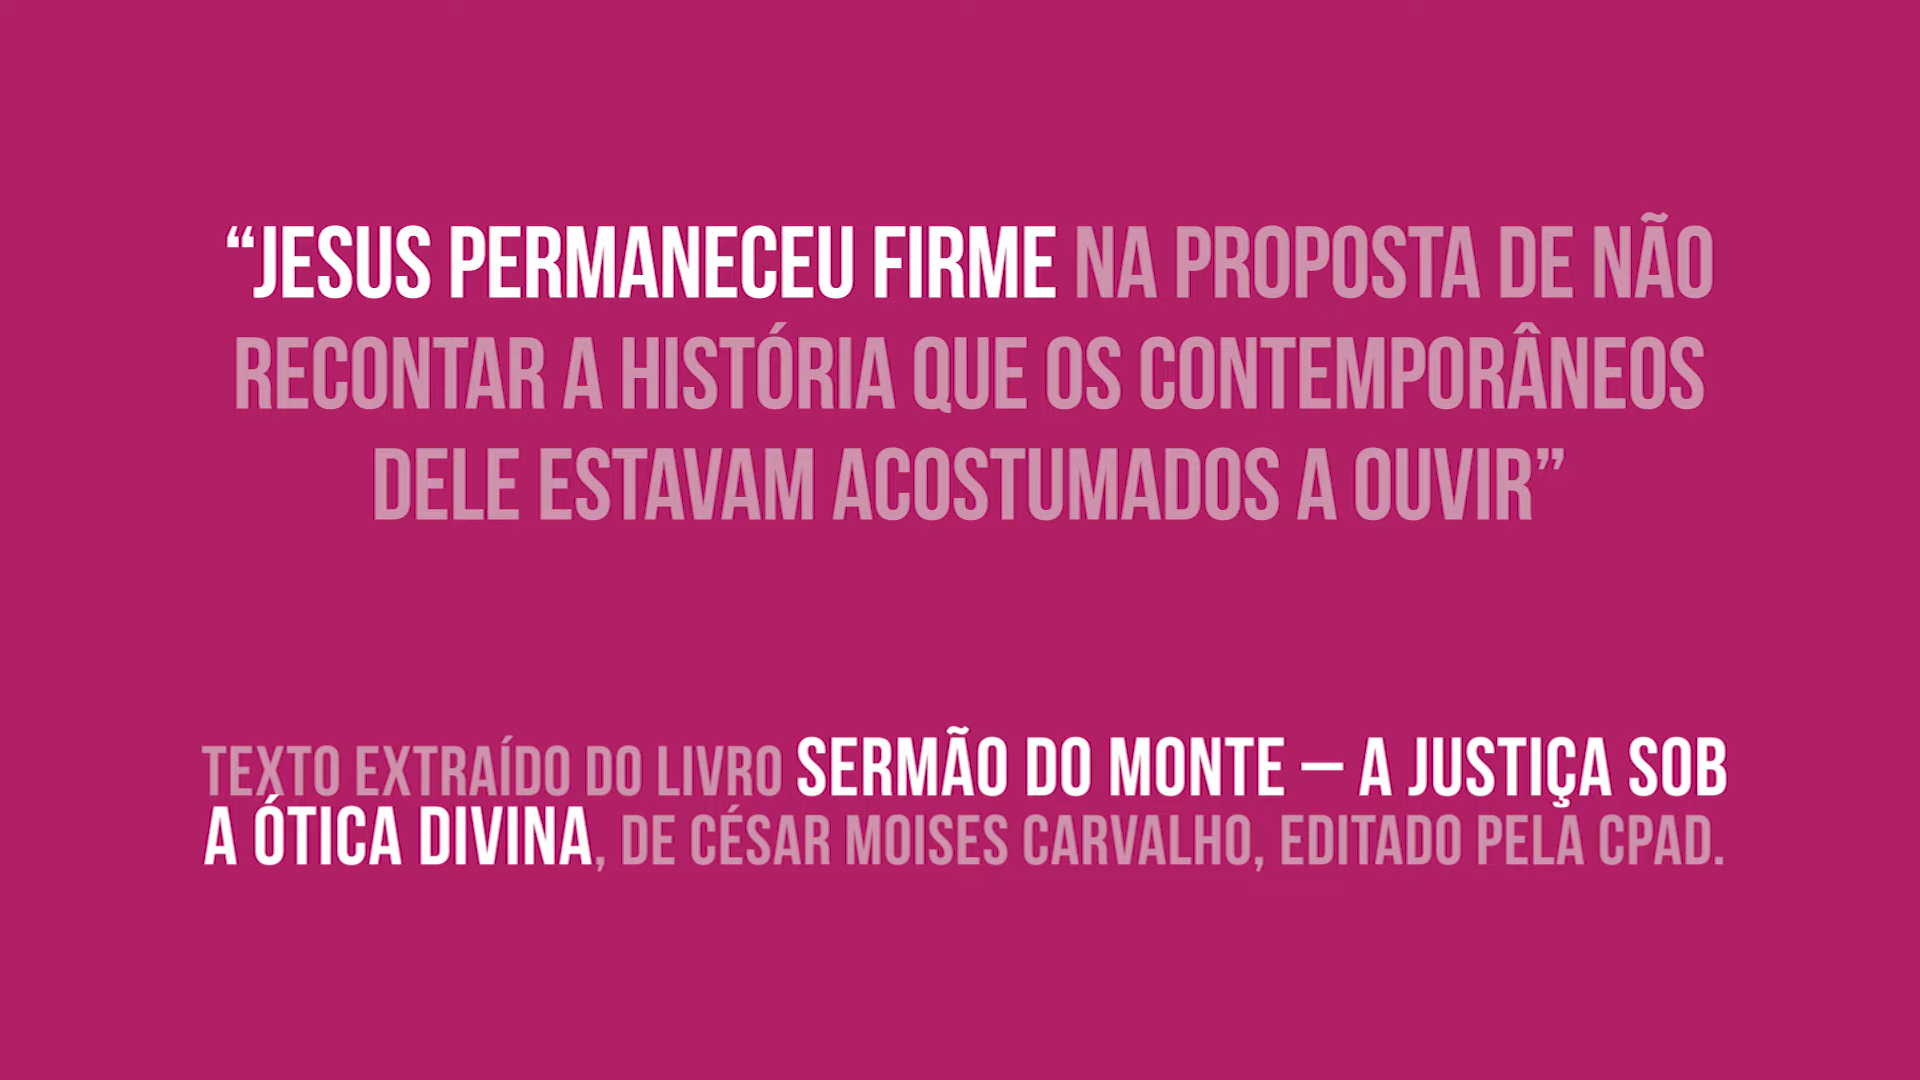 “JESUS PERMANECEU FIRME NA PROPOSTA DE NÃO
RECONTAR A HISTÓRIA QUE OS CONTEMPORÂNEOS
DELE ESTAVAM ACOSTUMADOS A OUVIR”
TEXTO EXTRAÍDO DO LIVRO SERMÃO DO MONTE – A JUSTIÇA SOB
A ÓTICA DIVINA, DE CÉSAR MOISES CARVALHO, EDITADO PELA CPAD.